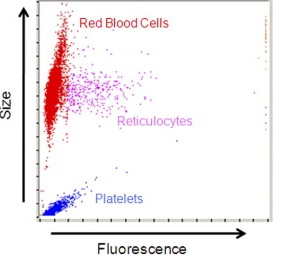 Red Blood Cells
Size
Reticulocytes
Platelets
Fluorescence